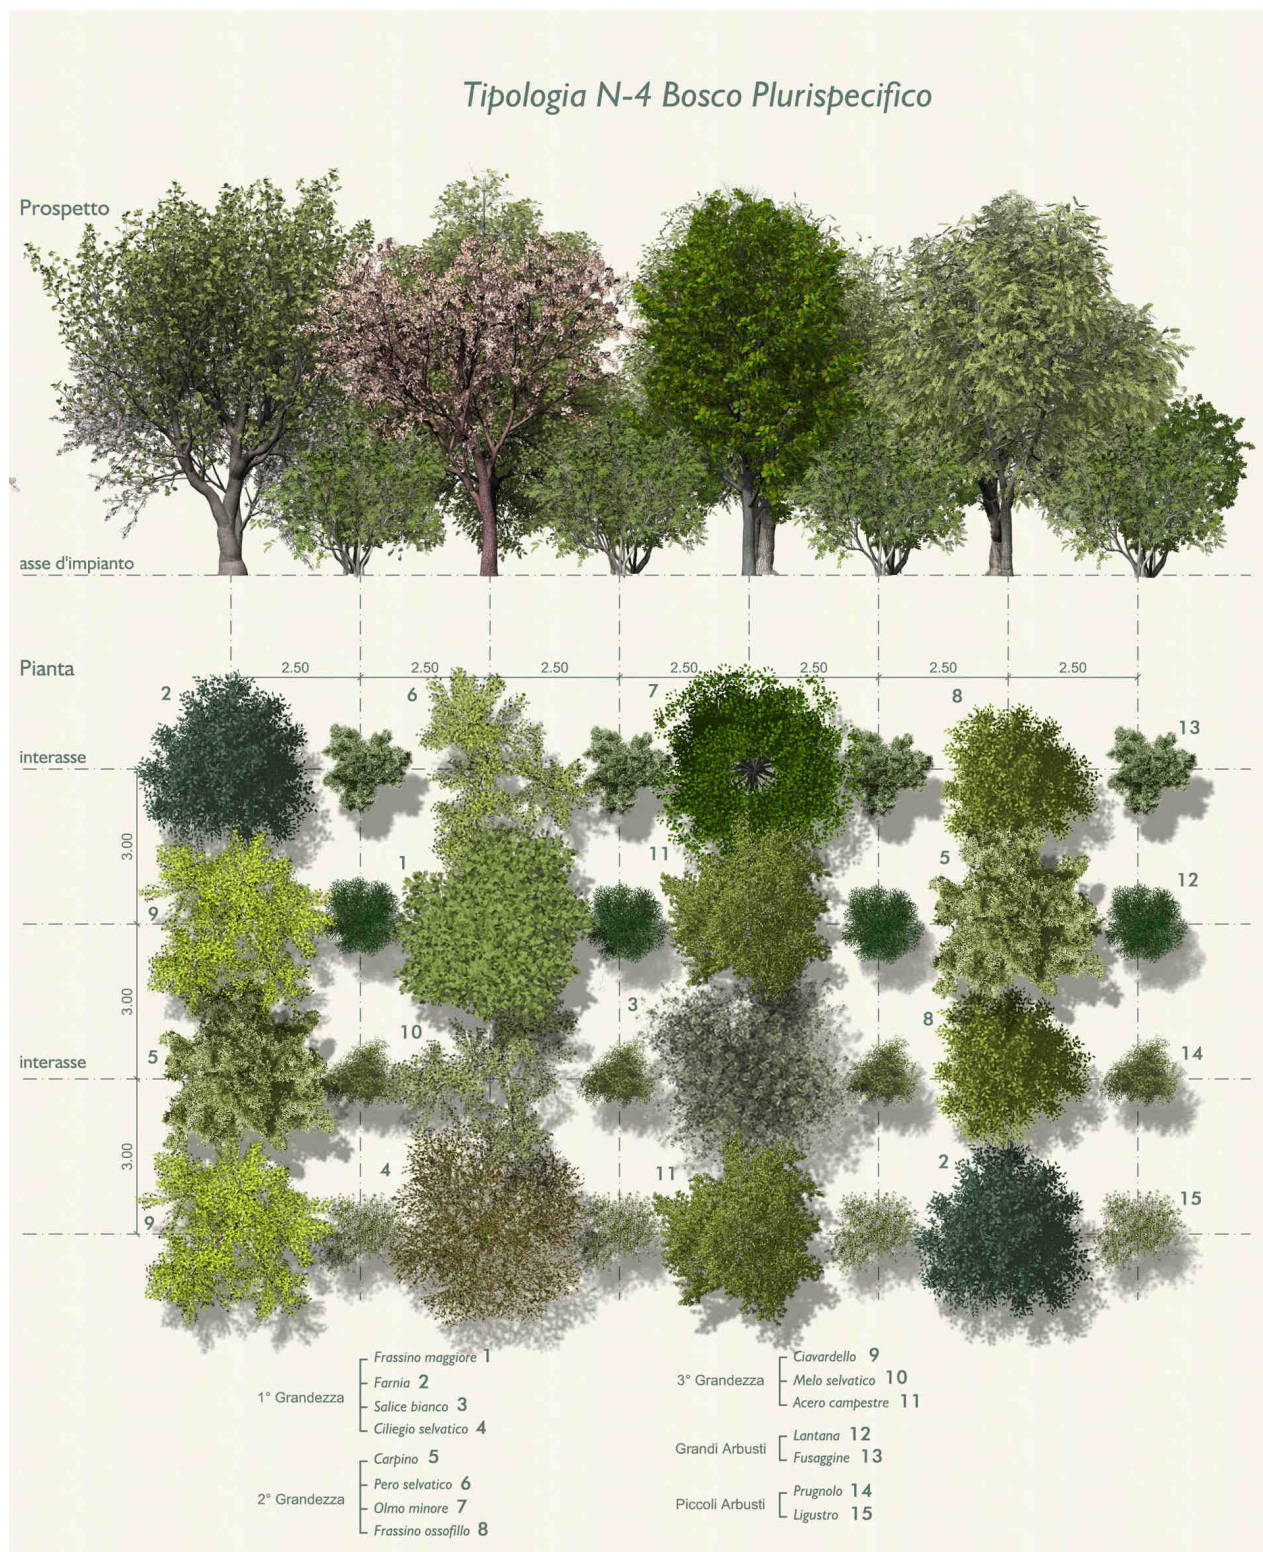 Tipologia N-4 Bosco Plurispecifico
Prospetto
asse d'impianto
Pianta
2.50 2.50 2.50 2.50 2.50 2.50 2.50
2 6 7 8
13
interasse
3.00
1 11 5
12
9
3.00
3
10 8
5 14
interasse
3.00
4 11 2
15
9
1° Grandezza
Frassino maggiore 1
Farnia 2
Salice bianco 3
Ciliegio selvatico 4
2° Grandezza
Carpino 5
Pero selvatico 6
Olmo minore 7
Frassino ossofillo 8
3° Grandezza
Ciavardello 9
Melo selvatico 10
Acero campestre 11
Grandi Arbusti
Lantana 12
Fusaggine 13
Piccoli Arbusti
Prugnolo 14
Ligustro 15